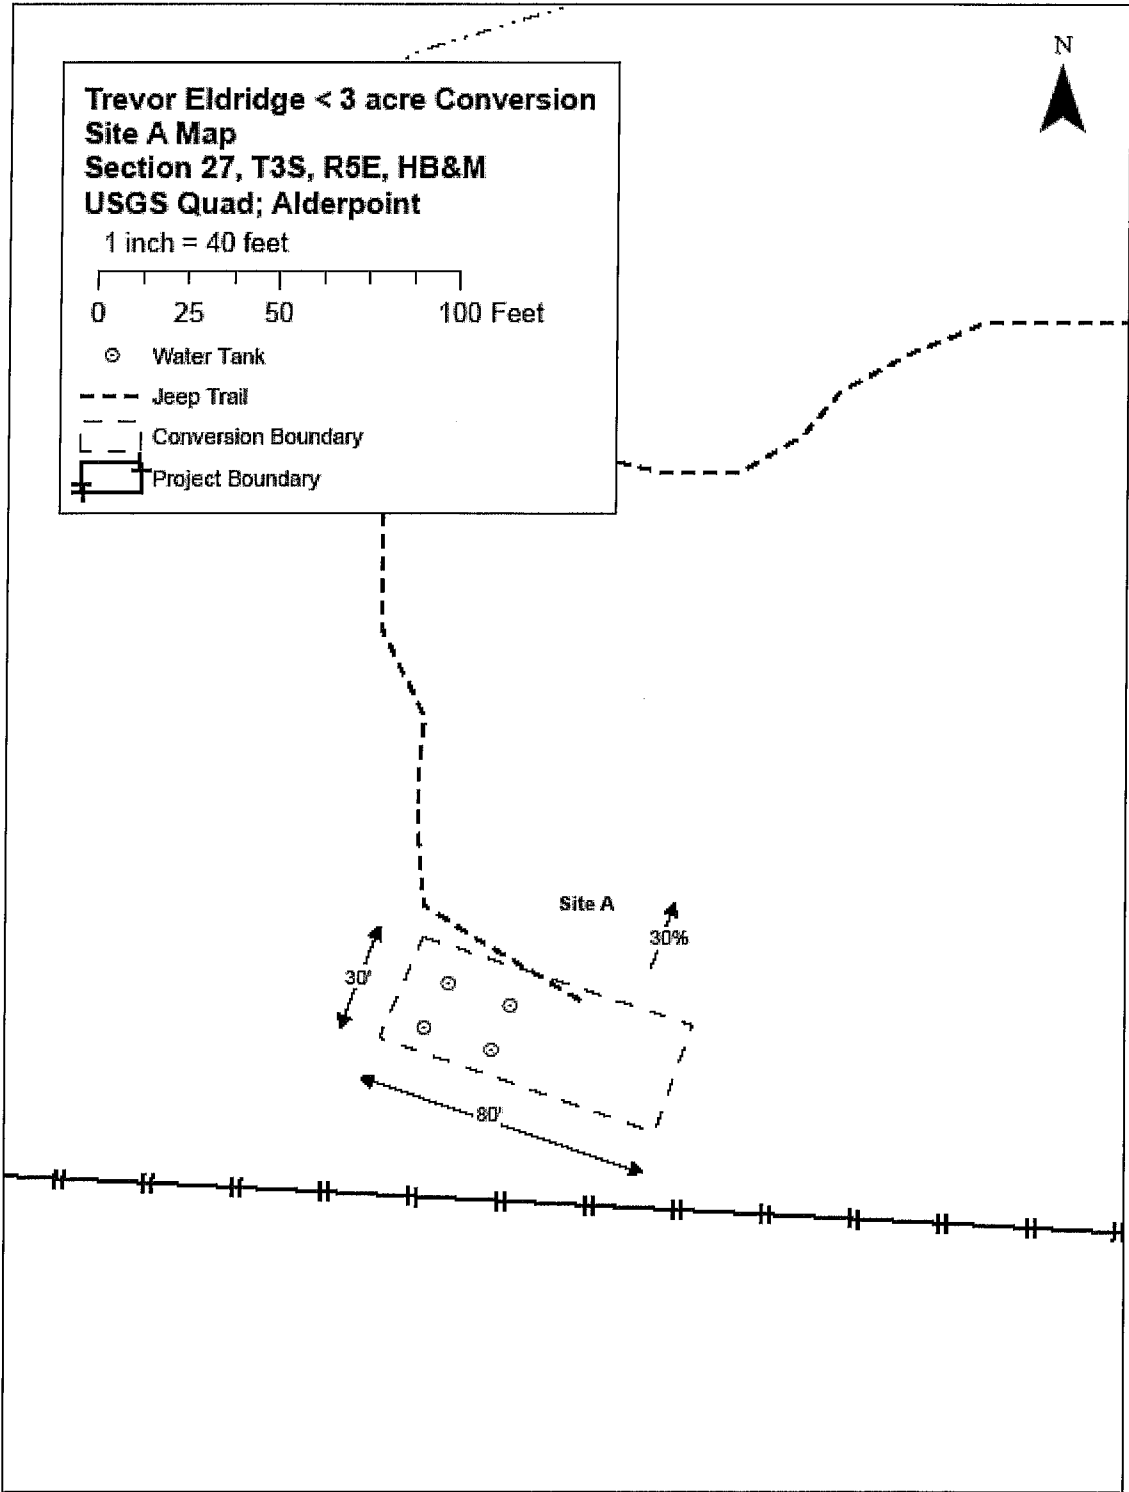 N
Trevor Eldridge < 3 acre Conversion
Site A Map
Section 27, T3S, R5E, HB&M
USGS Quad; Alderpoint
1 inch = 40 feet
0 25 50 100 Feet
Water Tank
Jeep Trail
Conversion Boundary
Project Boundary
Site A
30%
30'
80'